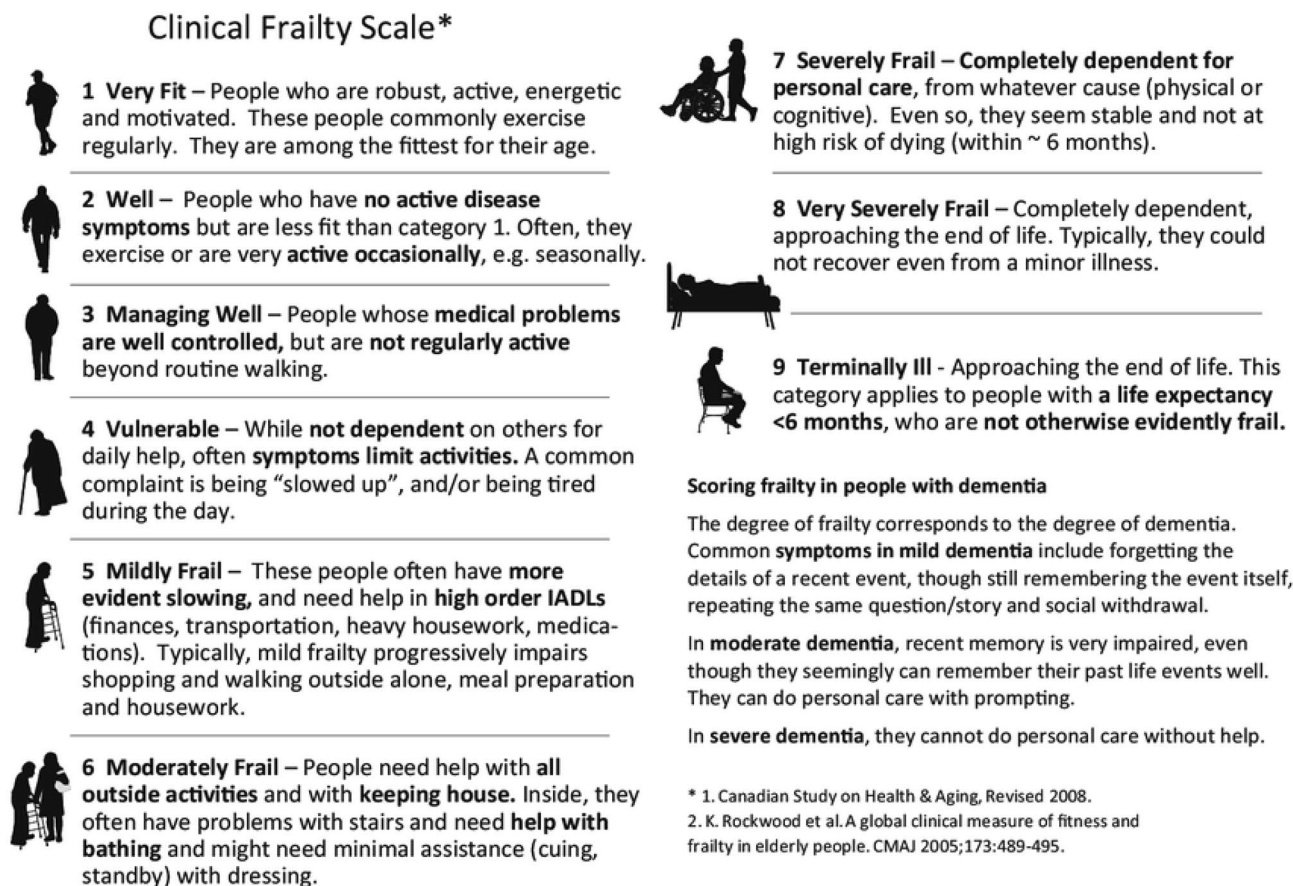 Clinical Frailty Scale*
1 Very Fit – People who are robust, active, energetic
and motivated. These people commonly exercise
regularly. They are among the fittest for their age.
2 Well – People who have no active disease
symptoms but are less fit than category 1. Often, they
exercise or are very active occasionally, e.g. seasonally.
3 Managing Well – People whose medical problems
are well controlled, but are not regularly active
beyond routine walking.
4 Vulnerable – While not dependent on others for
daily help, often symptoms limit activities. A common
complaint is being “slowed up”, and/or being tired
during the day.
5 Mildly Frail – These people often have more
evident slowing, and need help in high order IADLs
(finances, transportation, heavy housework, medica-
tions). Typically, mild frailty progressively impairs
shopping and walking outside alone, meal preparation
and housework.
6 Moderately Frail – People need help with all
outside activities and with keeping house. Inside, they
often have problems with stairs and need help with
bathing and might need minimal assistance (cuing,
standby) with dressing.
7 Severely Frail – Completely dependent for
personal care, from whatever cause (physical or
cognitive). Even so, they seem stable and not at
high risk of dying (within ~ 6 months).
8 Very Severely Frail – Completely dependent,
approaching the end of life. Typically, they could
not recover even from a minor illness.
9 Terminally Ill - Approaching the end of life. This
category applies to people with a life expectancy
<6 months, who are not otherwise evidently frail.
Scoring frailty in people with dementia
The degree of frailty corresponds to the degree of dementia.
Common symptoms in mild dementia include forgetting the
details of a recent event, though still remembering the event itself,
repeating the same question/story and social withdrawal.
In moderate dementia, recent memory is very impaired, even
though they seemingly can remember their past life events well.
They can do personal care with prompting.
In severe dementia, they cannot do personal care without help.
* 1. Canadian Study on Health & Aging, Revised 2008.
2. K. Rockwood et al. A global clinical measure of fitness and
frailty in elderly people. CMAJ 2005;173:489-495.